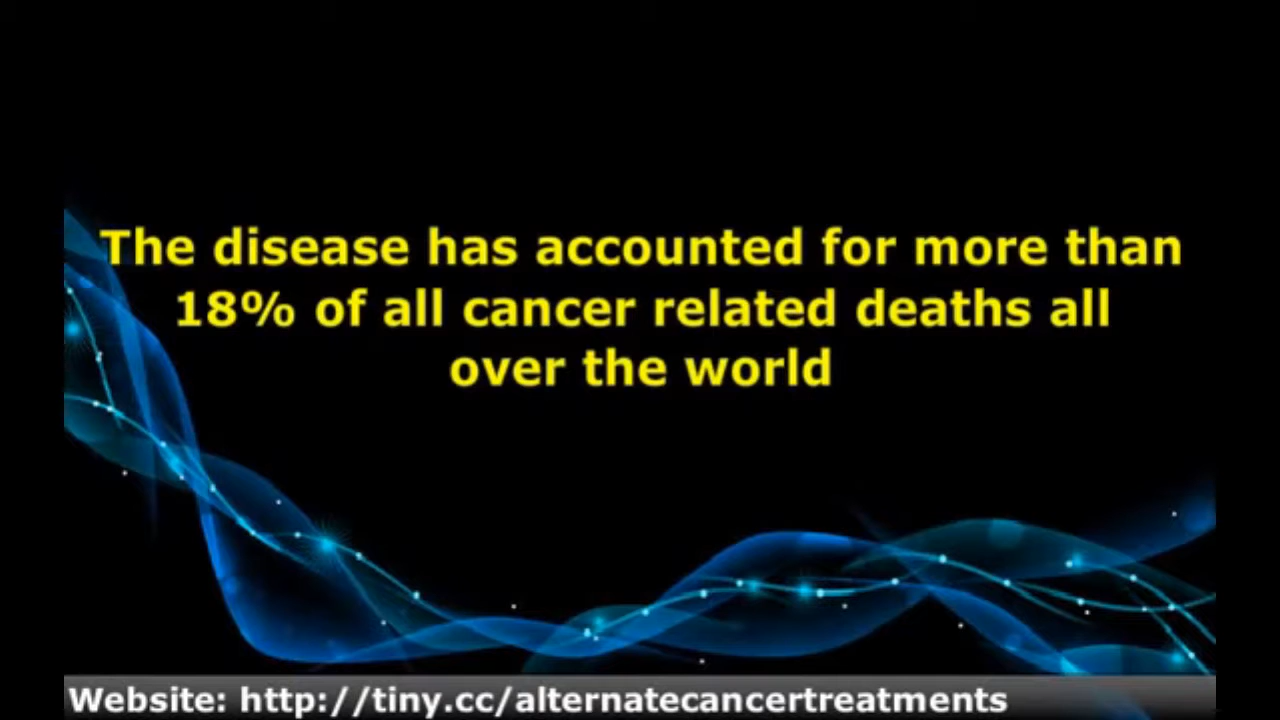 The disease has accounted for more than
18% of all cancer related deaths all
over the world
Website: http://tiny.cc/alternatecancertreatments